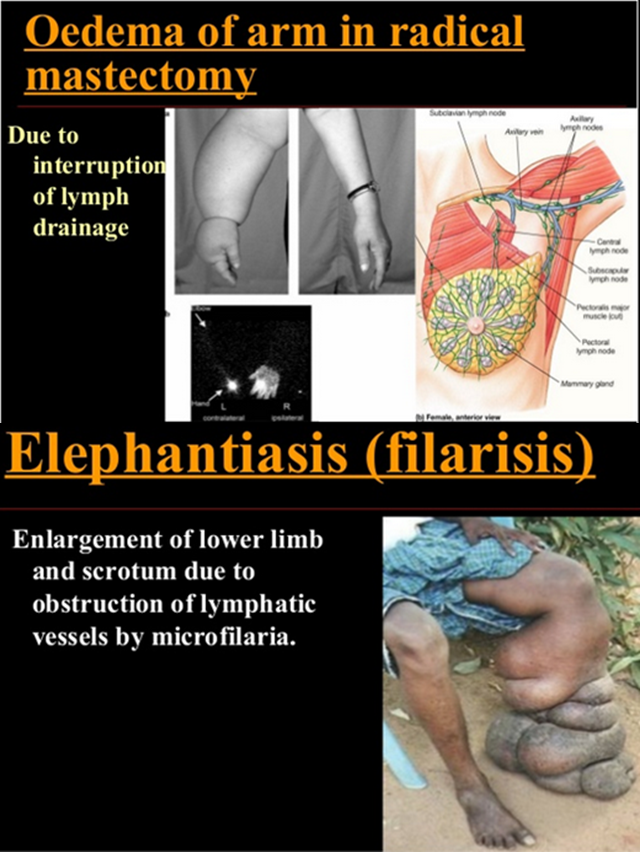 Oedema of arm in radical
mastectomy
Due to
interruption
of lymph
drainage
a
b
Elbow
Hand
L
R
contralateral
ipsilateral
Subclavian lymph node
Axillary vein
Axillary
lymph nodes
Central
lymph node
Subscapular
lymph node
Pectoralis major
muscle (cut)
Pectoral
lymph node
Mammary gland
(b) Female, anterior view
Elephantiasis (filarisis)
Enlargement of lower limb
and scrotum due to
obstruction of lymphatic
vessels by microfilaria.